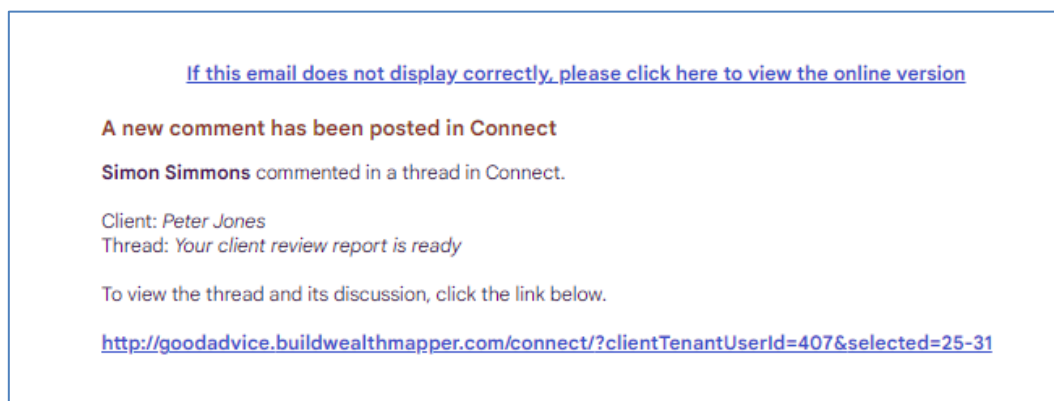 If this email does not display correctly, please click here to view the online version
A new comment has been posted in Connect
Simon Simmons commented in a thread in Connect.
Client: Peter Jones
Thread: Your client review report is ready
To view the thread and its discussion, click the link below.
http://goodadvice.buildwealthmapper.com/connect/?clientTenantUserId=407&selected=25-31